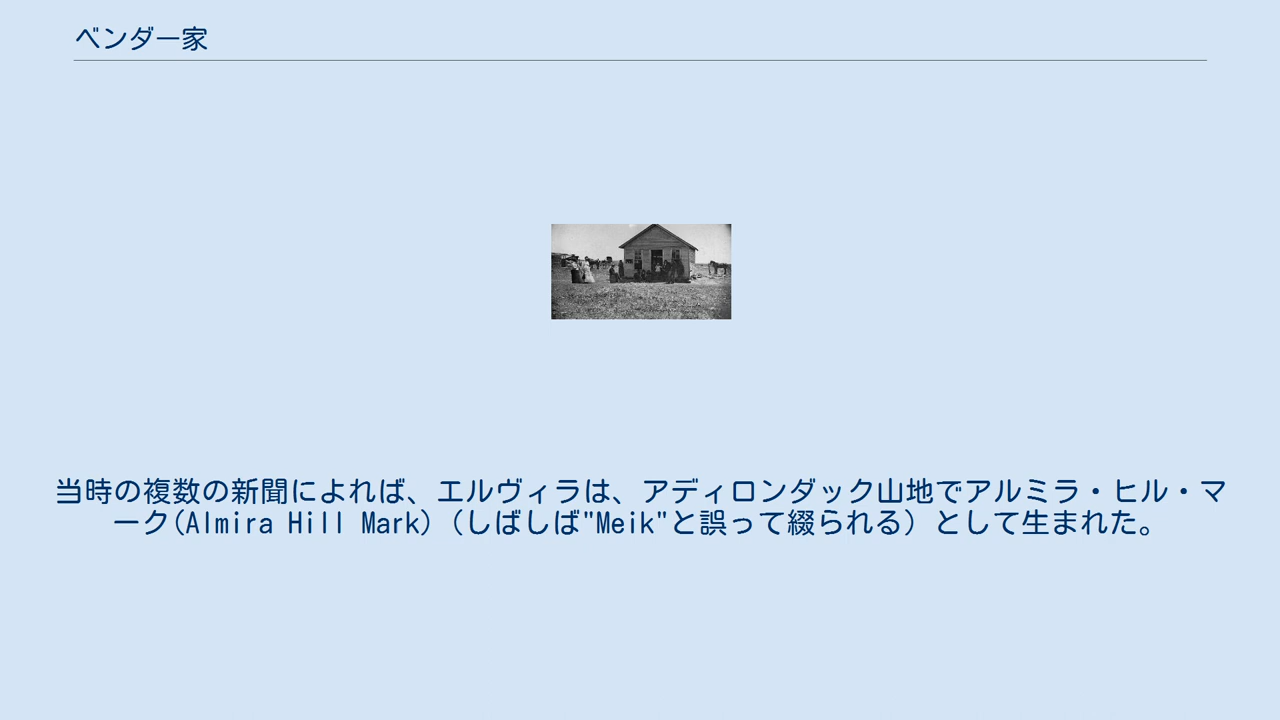 ベンダー家
当時の複数の新聞によれば、エルヴィラは、アディロンダック山地でアルミラ・ヒル・マ
ーク(Almira Hill Mark) (しばしば"Meik"と誤って綴られる) として生まれた。